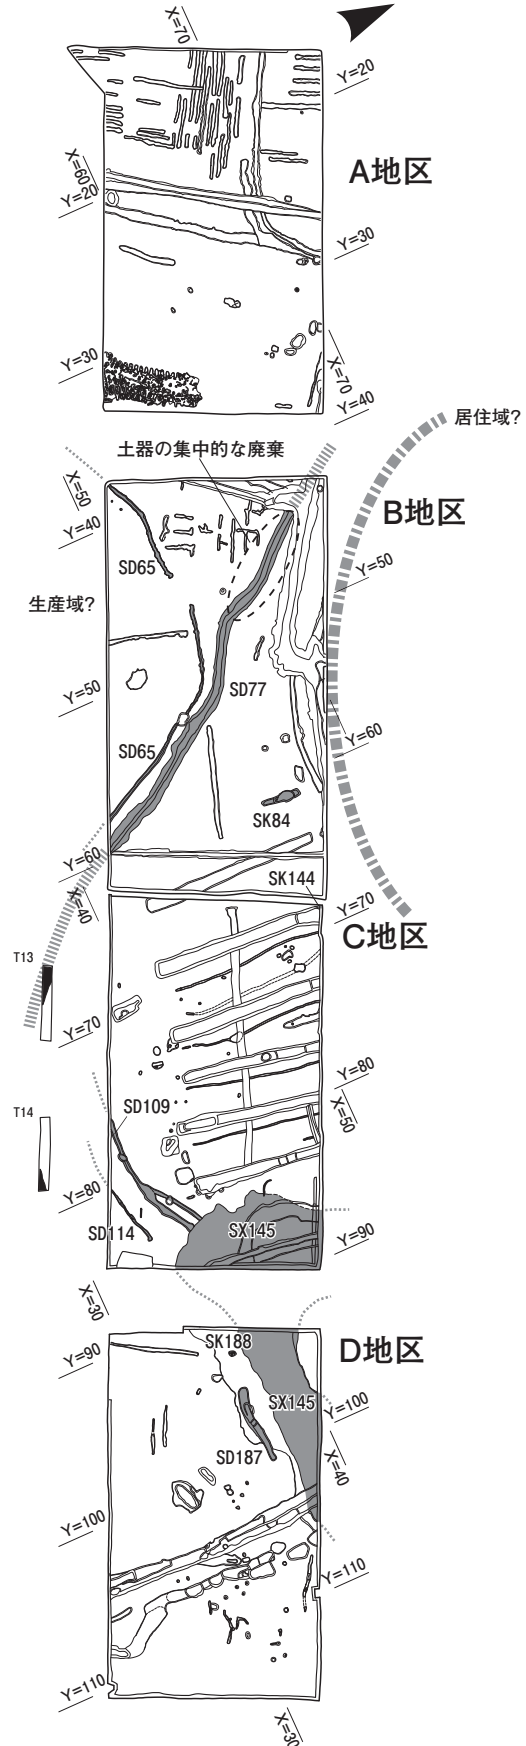 X=70
Y=20
A地区
X=60
Y=20
Y=30
Y=30
X=70
Y=40
居住域?
土器の集中的な廃棄
X=50
B地区
Y=40
SD65
Y=50
生産域?
SD77
Y=50
Y=60
SD65
SK84
Y=60
SK144
X=40
Y=70
C地区
T13
Y=70
Y=80
X=50
SD109
T14
Y=80
SD114
SX145
Y=90
X=30
SK188
D地区
Y=90
SX145
Y=100
SD187
X=40
Y=100
Y=110
Y=110
X=30